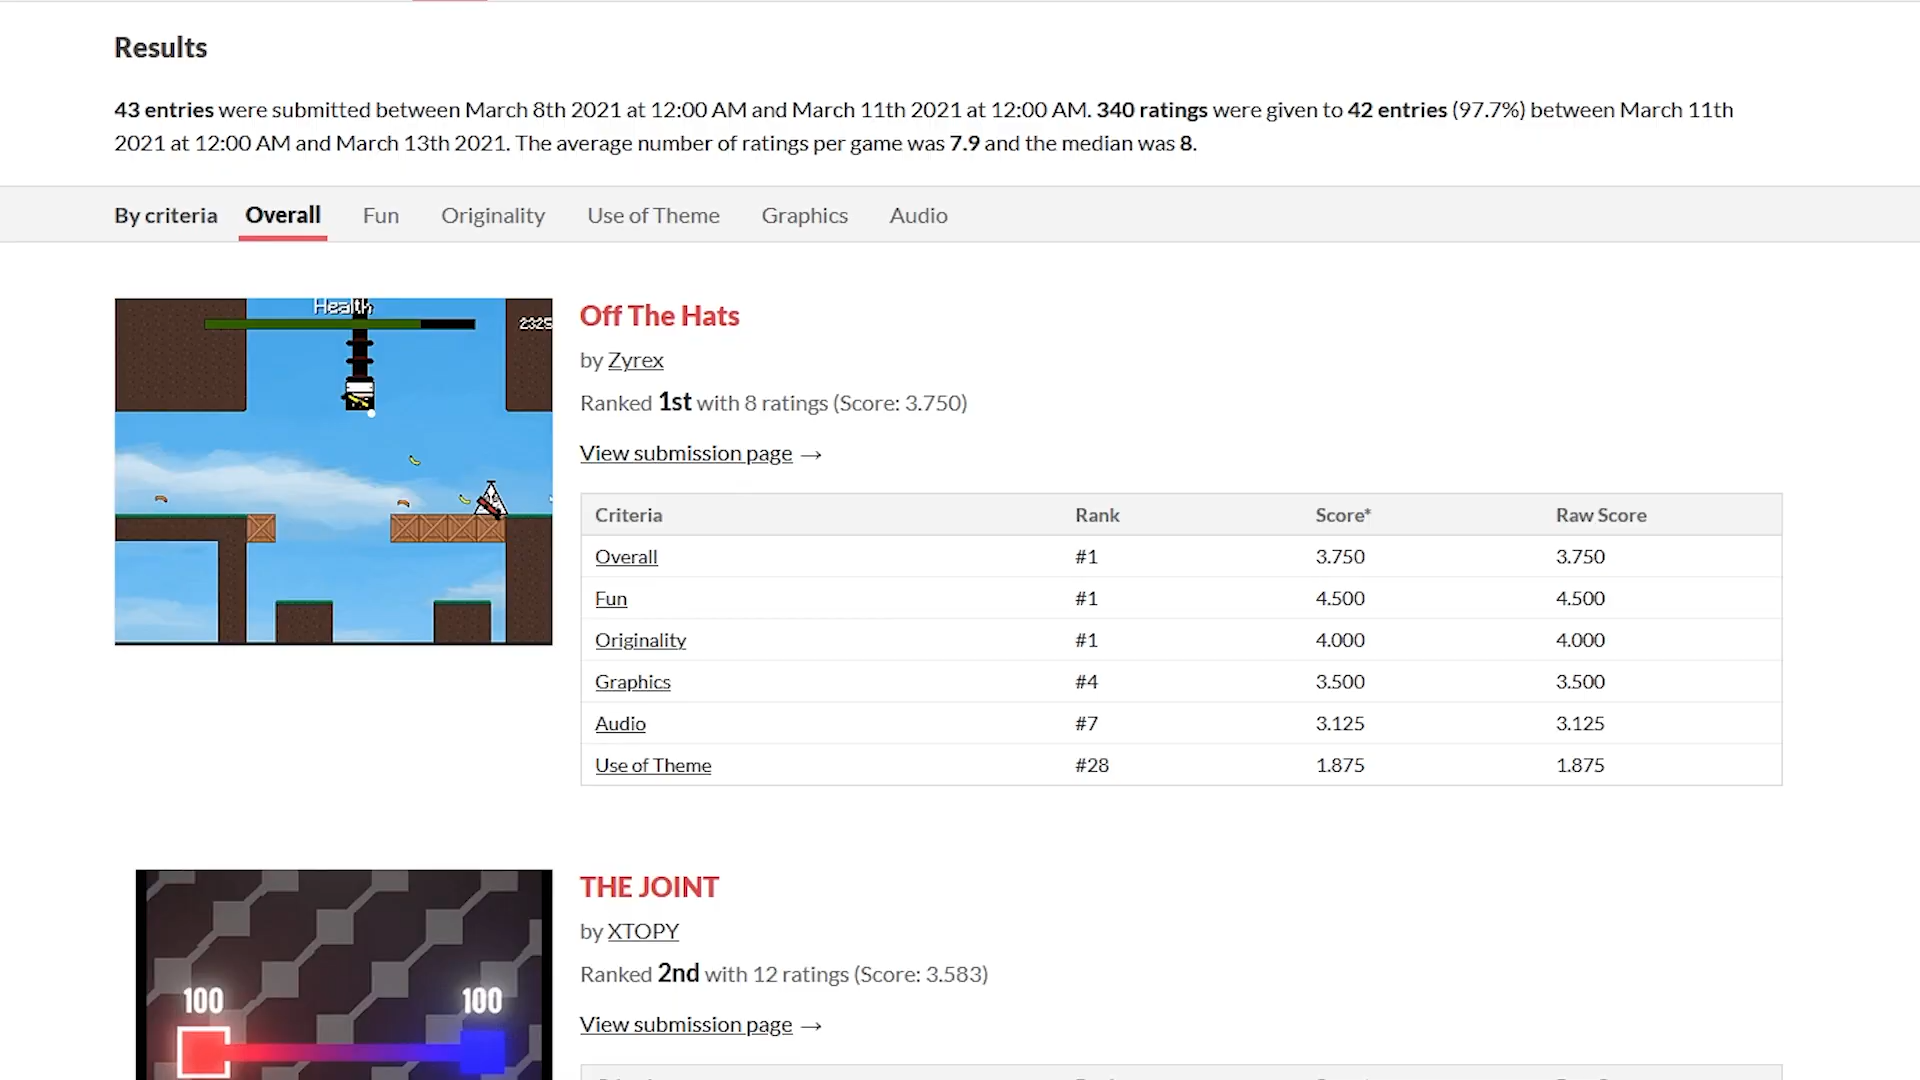 Results
43 entries were submitted between March 8th 2021 at 12:00 AM and March 11th 2021 at 12:00 AM. 340 ratings were given to 42 entries (97.7%) between March 11th
2021 at 12:00 AM and March 13th 2021. The average number of ratings per game was 7.9 and the median was 8.
By criteria Overall Fun Originality Use of Theme Graphics Audio
Health
2325
Off The Hats
by Zyrex
Ranked 1st with 8 ratings (Score: 3.750)
View submission page →
Criteria Rank Score* Raw Score
Overall #1 3.750 3.750
Fun #1 4.500 4.500
Originality #1 4.000 4.000
Graphics #4 3.500 3.500
Audio #7 3.125 3.125
Use of Theme #28 1.875 1.875
THE JOINT
by XTOPY
Ranked 2nd with 12 ratings (Score: 3.583)
View submission page →
100 100